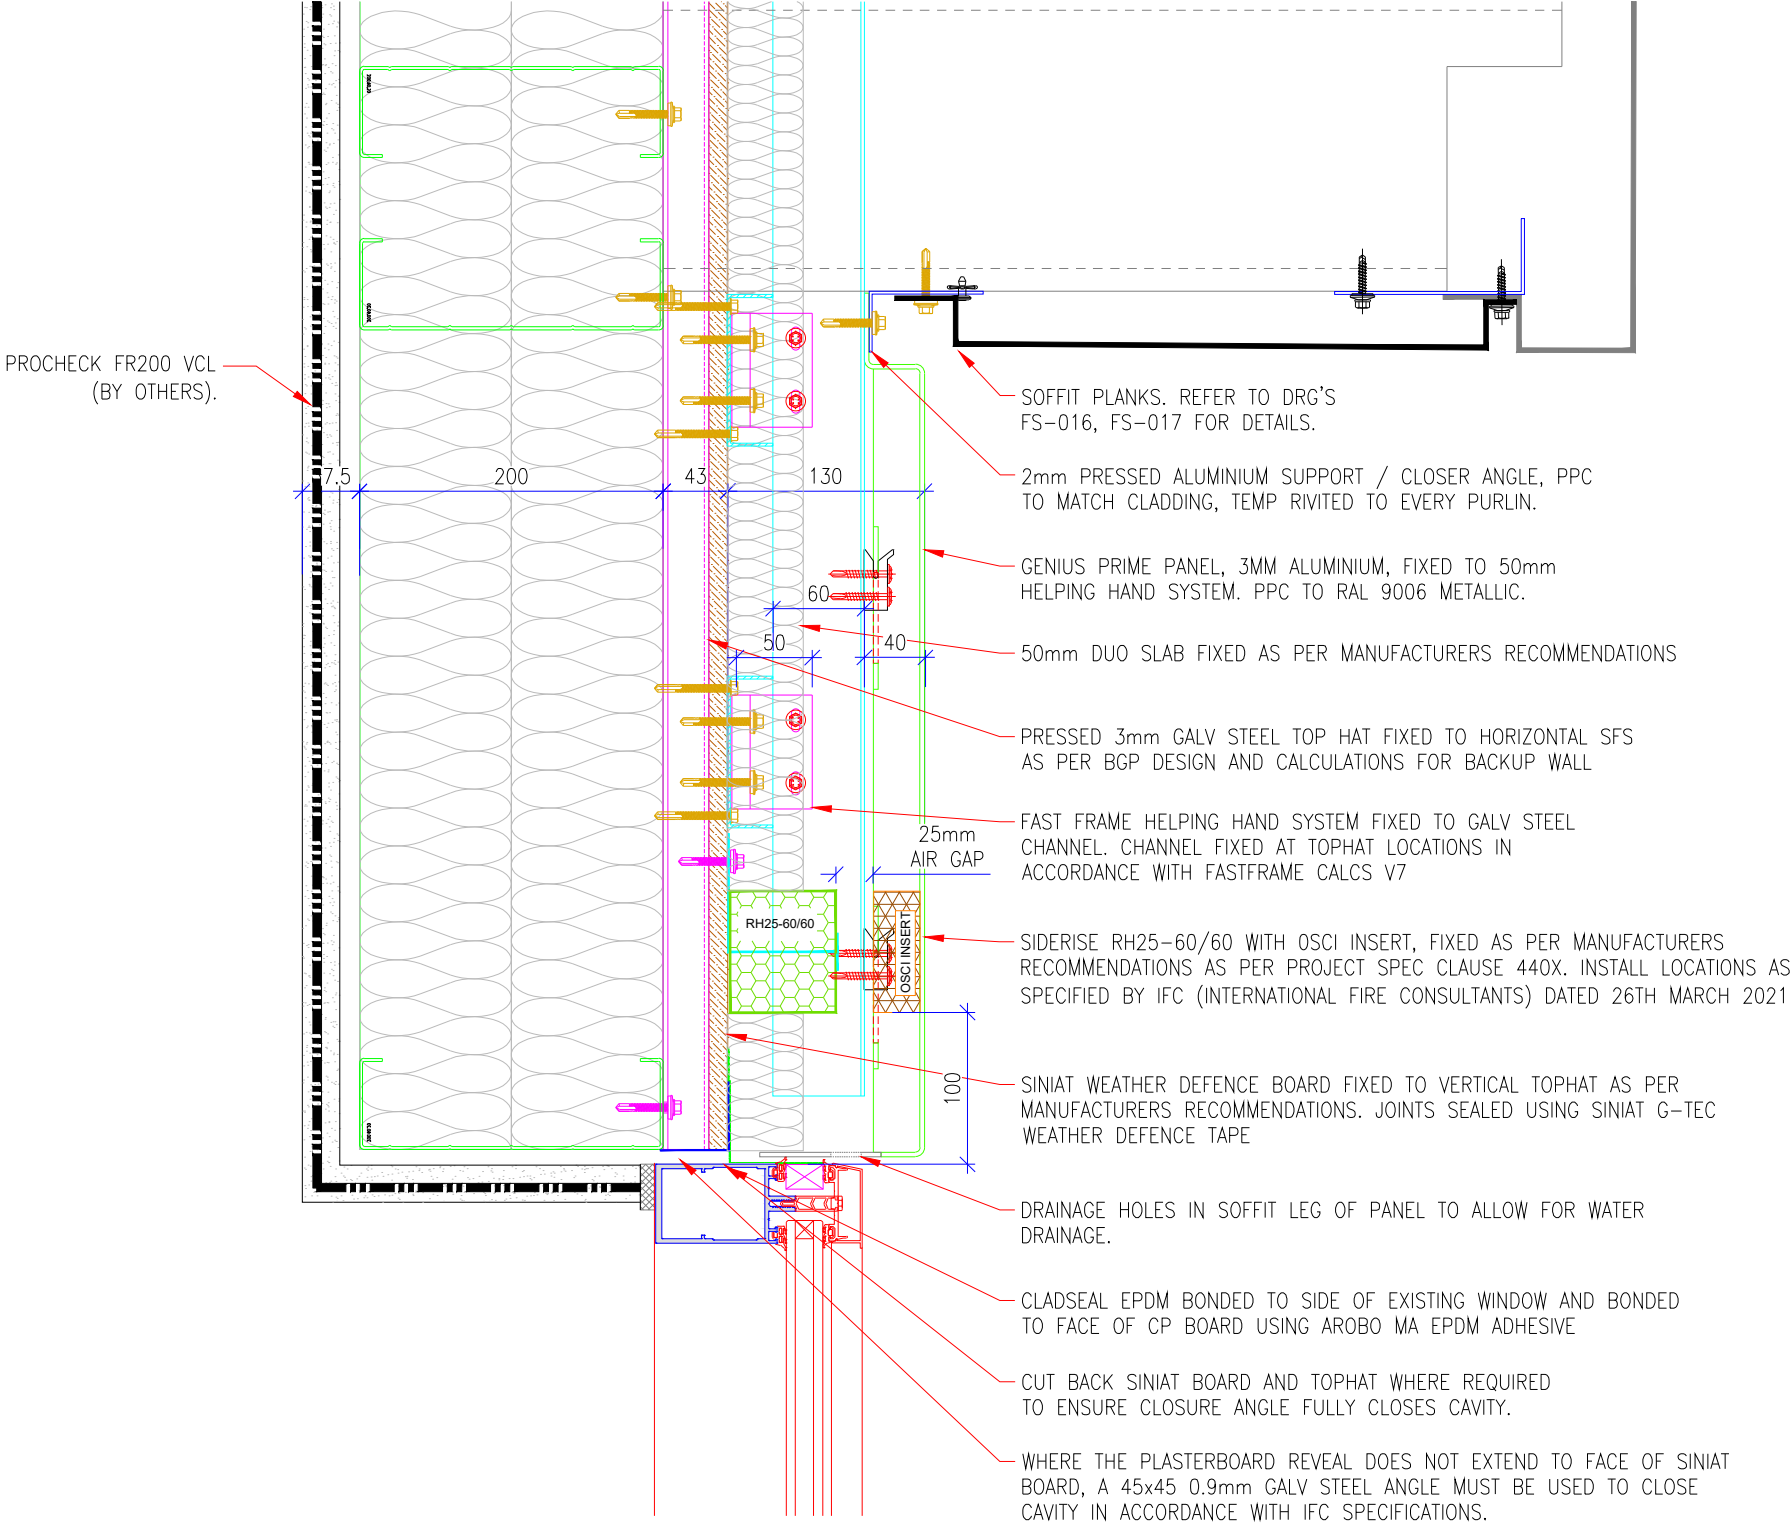 PROCHECK FR200 VCL
(BY OTHERS).
7.5
200
43
130
60
50
40
25mm
AIR GAP
RH25-60/60
OSCI INSERT
100
SOFFIT PLANKS. REFER TO DRG'S
FS-016, FS-017 FOR DETAILS.
2mm PRESSED ALUMINIUM SUPPORT / CLOSER ANGLE, PPC
TO MATCH CLADDING, TEMP RIVITED TO EVERY PURLIN.
GENIUS PRIME PANEL, 3MM ALUMINIUM, FIXED TO 50mm
HELPING HAND SYSTEM. PPC TO RAL 9006 METALLIC.
50mm DUO SLAB FIXED AS PER MANUFACTURERS RECOMMENDATIONS
PRESSED 3mm GALV STEEL TOP HAT FIXED TO HORIZONTAL SFS
AS PER BGP DESIGN AND CALCULATIONS FOR BACKUP WALL
FAST FRAME HELPING HAND SYSTEM FIXED TO GALV STEEL
CHANNEL. CHANNEL FIXED AT TOPHAT LOCATIONS IN
ACCORDANCE WITH FASTFRAME CALCS V7
SIDERISE RH25-60/60 WITH OSCI INSERT, FIXED AS PER MANUFACTURERS
RECOMMENDATIONS AS PER PROJECT SPEC CLAUSE 440X. INSTALL LOCATIONS AS
SPECIFIED BY IFC (INTERNATIONAL FIRE CONSULTANTS) DATED 26TH MARCH 2021
SINIAT WEATHER DEFENCE BOARD FIXED TO VERTICAL TOPHAT AS PER
MANUFACTURERS RECOMMENDATIONS. JOINTS SEALED USING SINIAT G-TEC
WEATHER DEFENCE TAPE
DRAINAGE HOLES IN SOFFIT LEG OF PANEL TO ALLOW FOR WATER
DRAINAGE.
CLADSEAL EPDM BONDED TO SIDE OF EXISTING WINDOW AND BONDED
TO FACE OF CP BOARD USING AROBO MA EPDM ADHESIVE
CUT BACK SINIAT BOARD AND TOPHAT WHERE REQUIRED
TO ENSURE CLOSURE ANGLE FULLY CLOSES CAVITY.
WHERE THE PLASTERBOARD REVEAL DOES NOT EXTEND TO FACE OF SINIAT
BOARD, A 45x45 0.9mm GALV STEEL ANGLE MUST BE USED TO CLOSE
CAVITY IN ACCORDANCE WITH IFC SPECIFICATIONS.